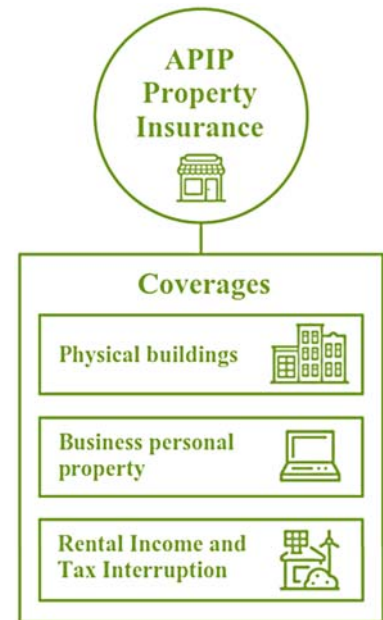 APIP
Property
Insurance
Coverages
Physical buildings
Business personal
property
Rental Income and
Tax Interruption